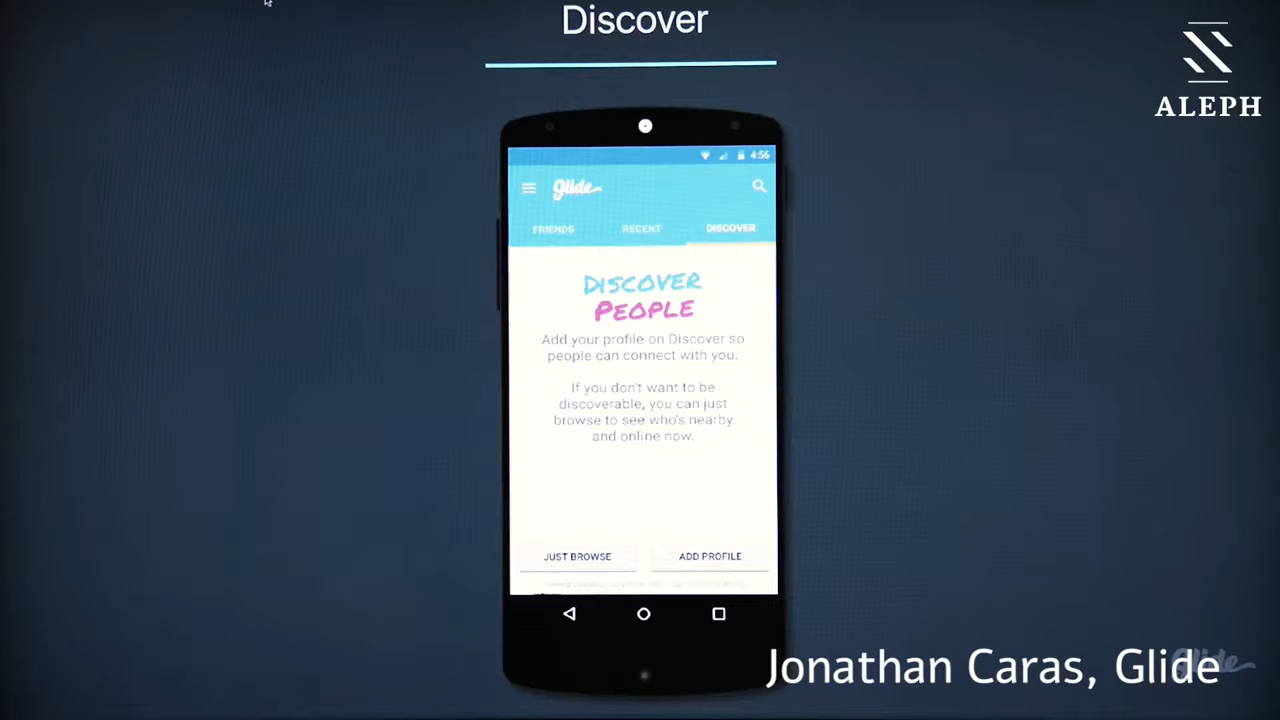 Discover
ALEPH
4:56
glide
FRIENDS
RECENT
DISCOVER
DISCOVER
PEOPLE
Add your profile on Discover so
people can connect with you.
If you don't want to be
discoverable, you can just
browse to see who's nearby
and online now.
JUST BROWSE
ADD PROFILE
Jonathan Caras, Glide
glide